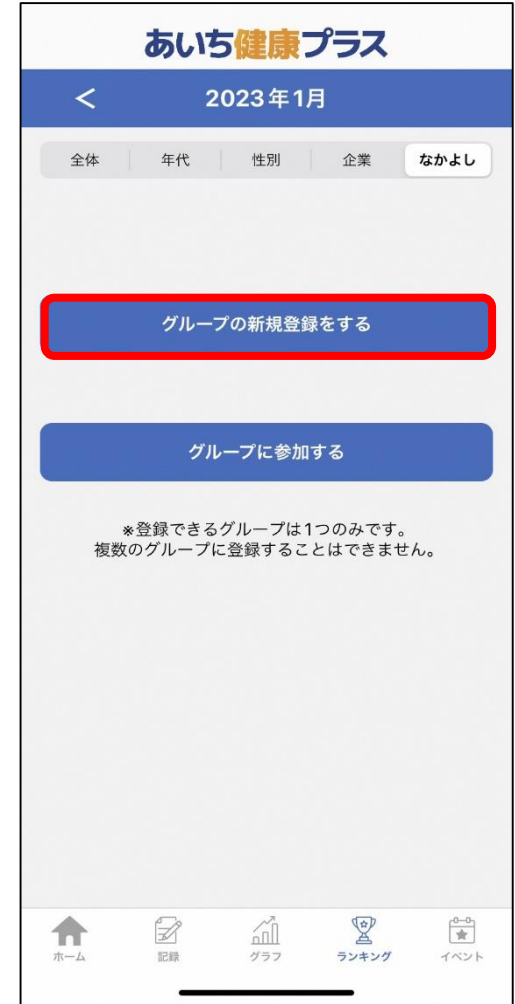 あいち健康プラス
< 2023年1月
全体 年代 性別 企業 なかよし
グループの新規登録をする
グループに参加する
※登録できるグループは1つのみです。
複数のグループに登録することはできません。
ホーム 記録 グラフ ランキング イベント